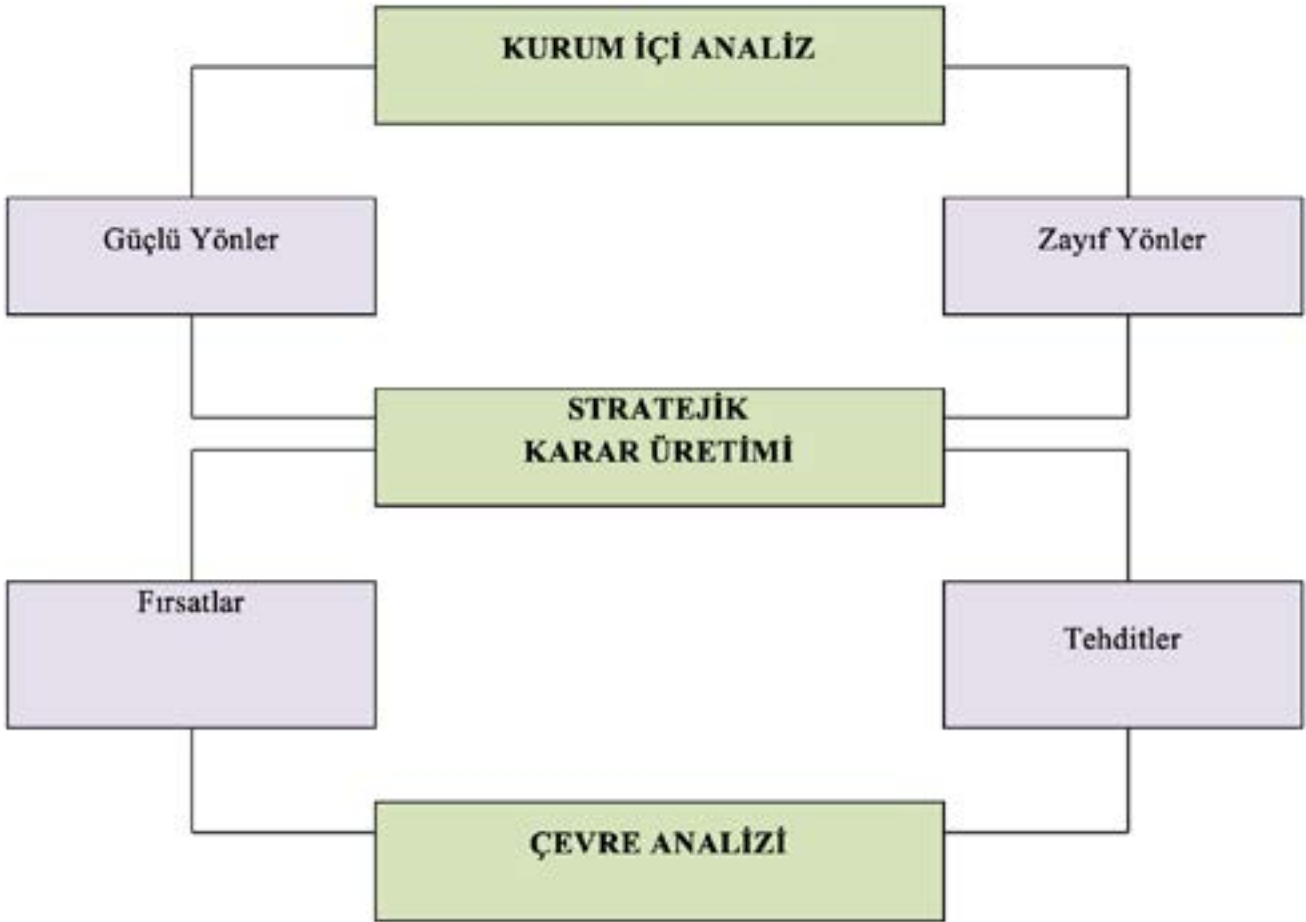 KURUM İÇİ ANALİZ
Güçlü Yönler
Zayıf Yönler
STRATEJİK
KARAR ÜRETİMİ
Fırsatlar
Tehditler
ÇEVRE ANALİZİ